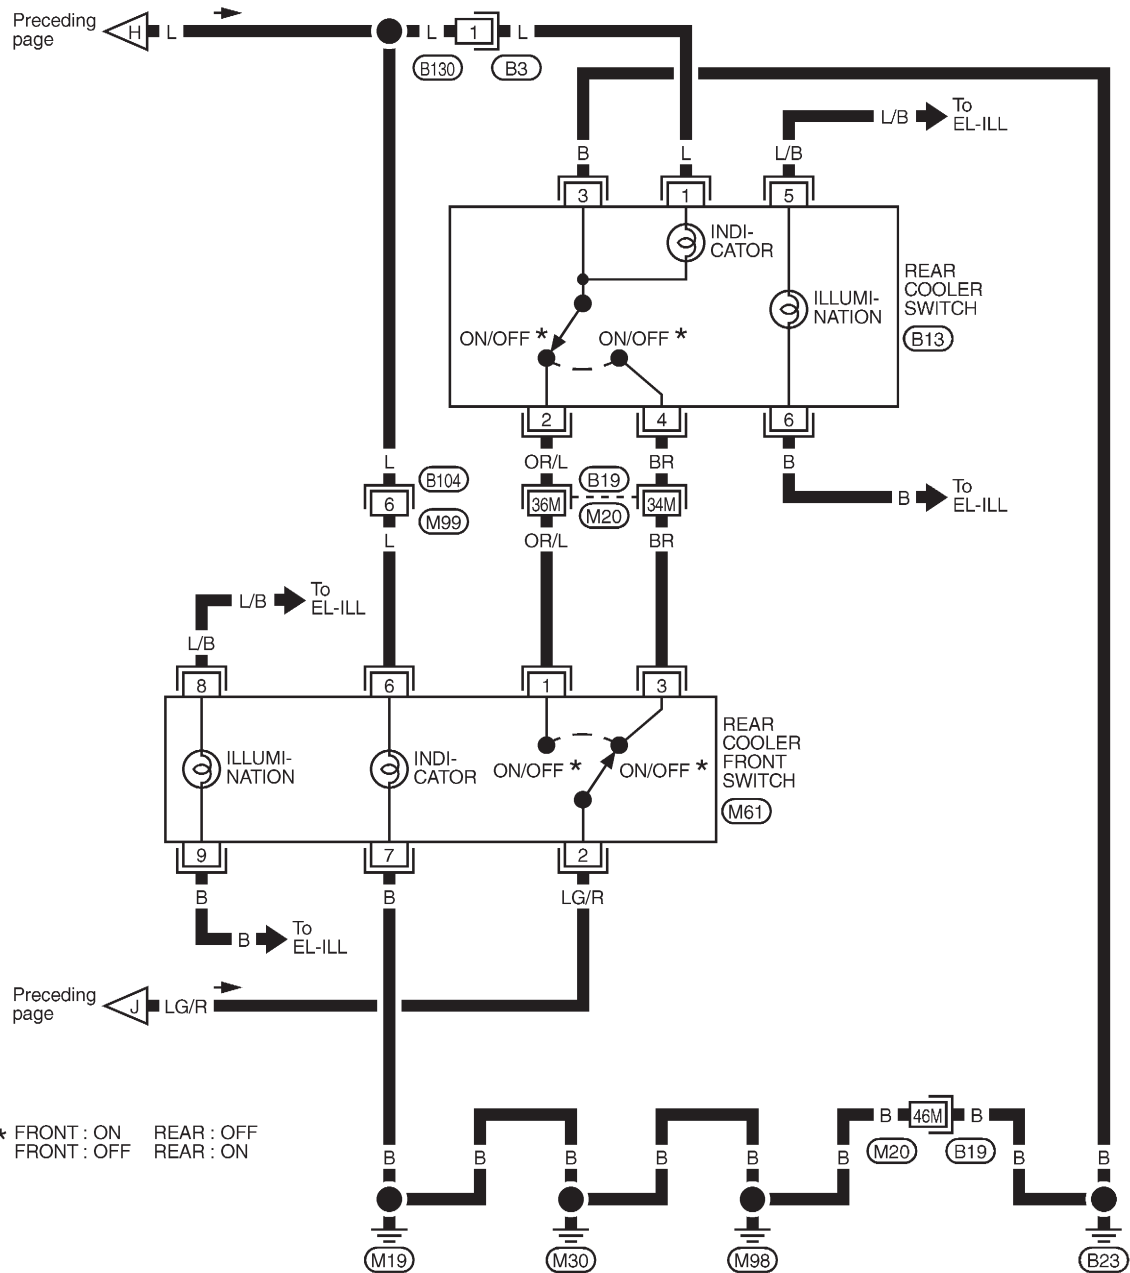 Preceding
page
H
L
L
1
L
B130
B3
To
EL-ILL
L/B
B
L
L/B
3
1
5
INDI-
CATOR
REAR
COOLER
SWITCH
B13
ILLUMI-
NATION
ON/OFF *
ON/OFF *
2
4
6
L
B104
OR/L
B19
BR
B
6
36M
34M
M99
M20
L
OR/L
BR
B
To
EL-ILL
L/B
To
EL-ILL
L/B
8
6
1
3
ILLUMI-
NATION
INDI-
CATOR
ON/OFF *
ON/OFF *
REAR
COOLER
FRONT
SWITCH
M61
9
7
2
B
B
LG/R
B
To
EL-ILL
Preceding
page
J
LG/R
* FRONT : ON REAR : OFF
FRONT : OFF REAR : ON
B
46M
B
M20
B19
B
B
B
B
B
B
B
B
M19
M30
M98
B23